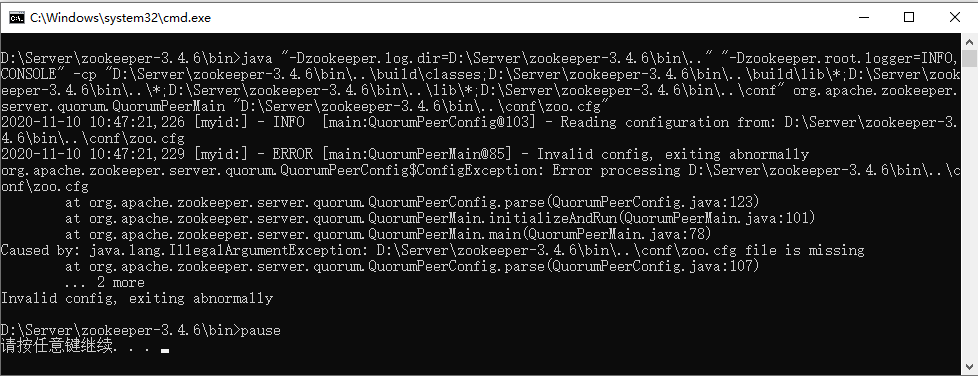 C:\Windows\system32\cmd.exe
D:\Server\zookeeper-3.4.6\bin>java "-Dzookeeper.log.dir=D:\Server\zookeeper-3.4.6\bin\.." "-Dzookeeper.root.logger=INFO,
CONSOLE" -cp "D:\Server\zookeeper-3.4.6\bin\..\build\classes;D:\Server\zookeeper-3.4.6\bin\..\build\lib\*;D:\Server\zook
eeper-3.4.6\bin\..\*;D:\Server\zookeeper-3.4.6\bin\..\lib\*;D:\Server\zookeeper-3.4.6\bin\..\conf" org.apache.zookeeper.
server.quorum.QuorumPeerMain "D:\Server\zookeeper-3.4.6\bin\..\conf\zoo.cfg"
2020-11-10 10:47:21,226 [myid:] - INFO  [main:QuorumPeerConfig@103] - Reading configuration from: D:\Server\zookeeper-3.
4.6\bin\..\conf\zoo.cfg
2020-11-10 10:47:21,229 [myid:] - ERROR [main:QuorumPeerMain@85] - Invalid config, exiting abnormally
org.apache.zookeeper.server.quorum.QuorumPeerConfig$ConfigException: Error processing D:\Server\zookeeper-3.4.6\bin\..\c
onf\zoo.cfg
at org.apache.zookeeper.server.quorum.QuorumPeerConfig.parse(QuorumPeerConfig.java:123)
at org.apache.zookeeper.server.quorum.QuorumPeerMain.initializeAndRun(QuorumPeerMain.java:101)
at org.apache.zookeeper.server.quorum.QuorumPeerMain.main(QuorumPeerMain.java:78)
Caused by: java.lang.IllegalArgumentException: D:\Server\zookeeper-3.4.6\bin\..\conf\zoo.cfg file is missing
at org.apache.zookeeper.server.quorum.QuorumPeerConfig.parse(QuorumPeerConfig.java:107)
... 2 more
Invalid config, exiting abnormally
D:\Server\zookeeper-3.4.6\bin>pause
请按任意键继续. . .